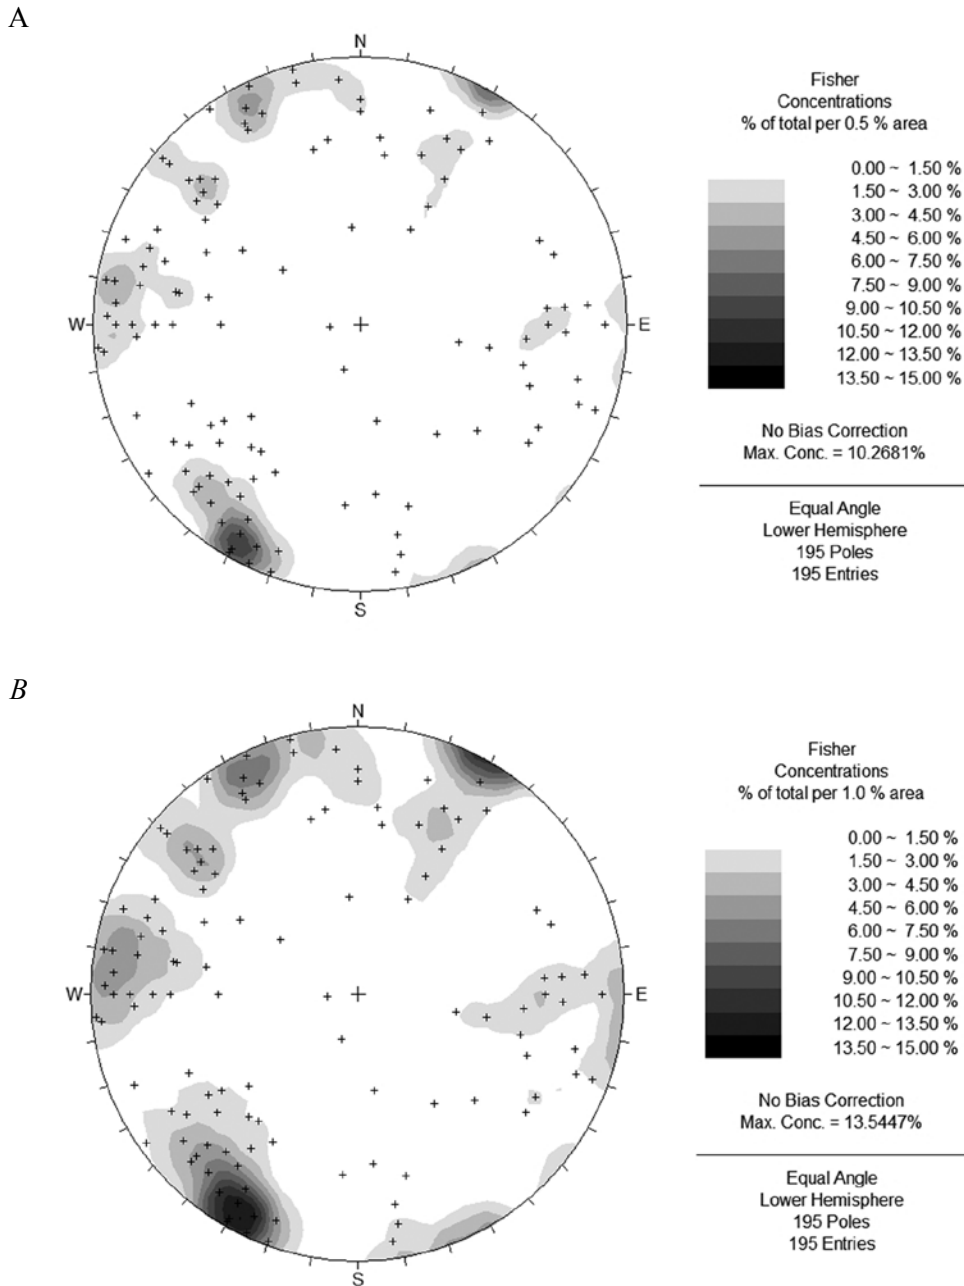 A
N
W
E
S
Fisher
Concentrations
% of total per 0.5 % area
0.00 ~ 1.50 %
1.50 ~ 3.00 %
3.00 ~ 4.50 %
4.50 ~ 6.00 %
6.00 ~ 7.50 %
7.50 ~ 9.00 %
9.00 ~ 10.50 %
10.50 ~ 12.00 %
12.00 ~ 13.50 %
13.50 ~ 15.00 %
No Bias Correction
Max. Conc. = 10.2681%
Equal Angle
Lower Hemisphere
195 Poles
195 Entries
B
N
W
E
S
Fisher
Concentrations
% of total per 1.0 % area
0.00 ~ 1.50 %
1.50 ~ 3.00 %
3.00 ~ 4.50 %
4.50 ~ 6.00 %
6.00 ~ 7.50 %
7.50 ~ 9.00 %
9.00 ~ 10.50 %
10.50 ~ 12.00 %
12.00 ~ 13.50 %
13.50 ~ 15.00 %
No Bias Correction
Max. Conc. = 13.5447%
Equal Angle
Lower Hemisphere
195 Poles
195 Entries